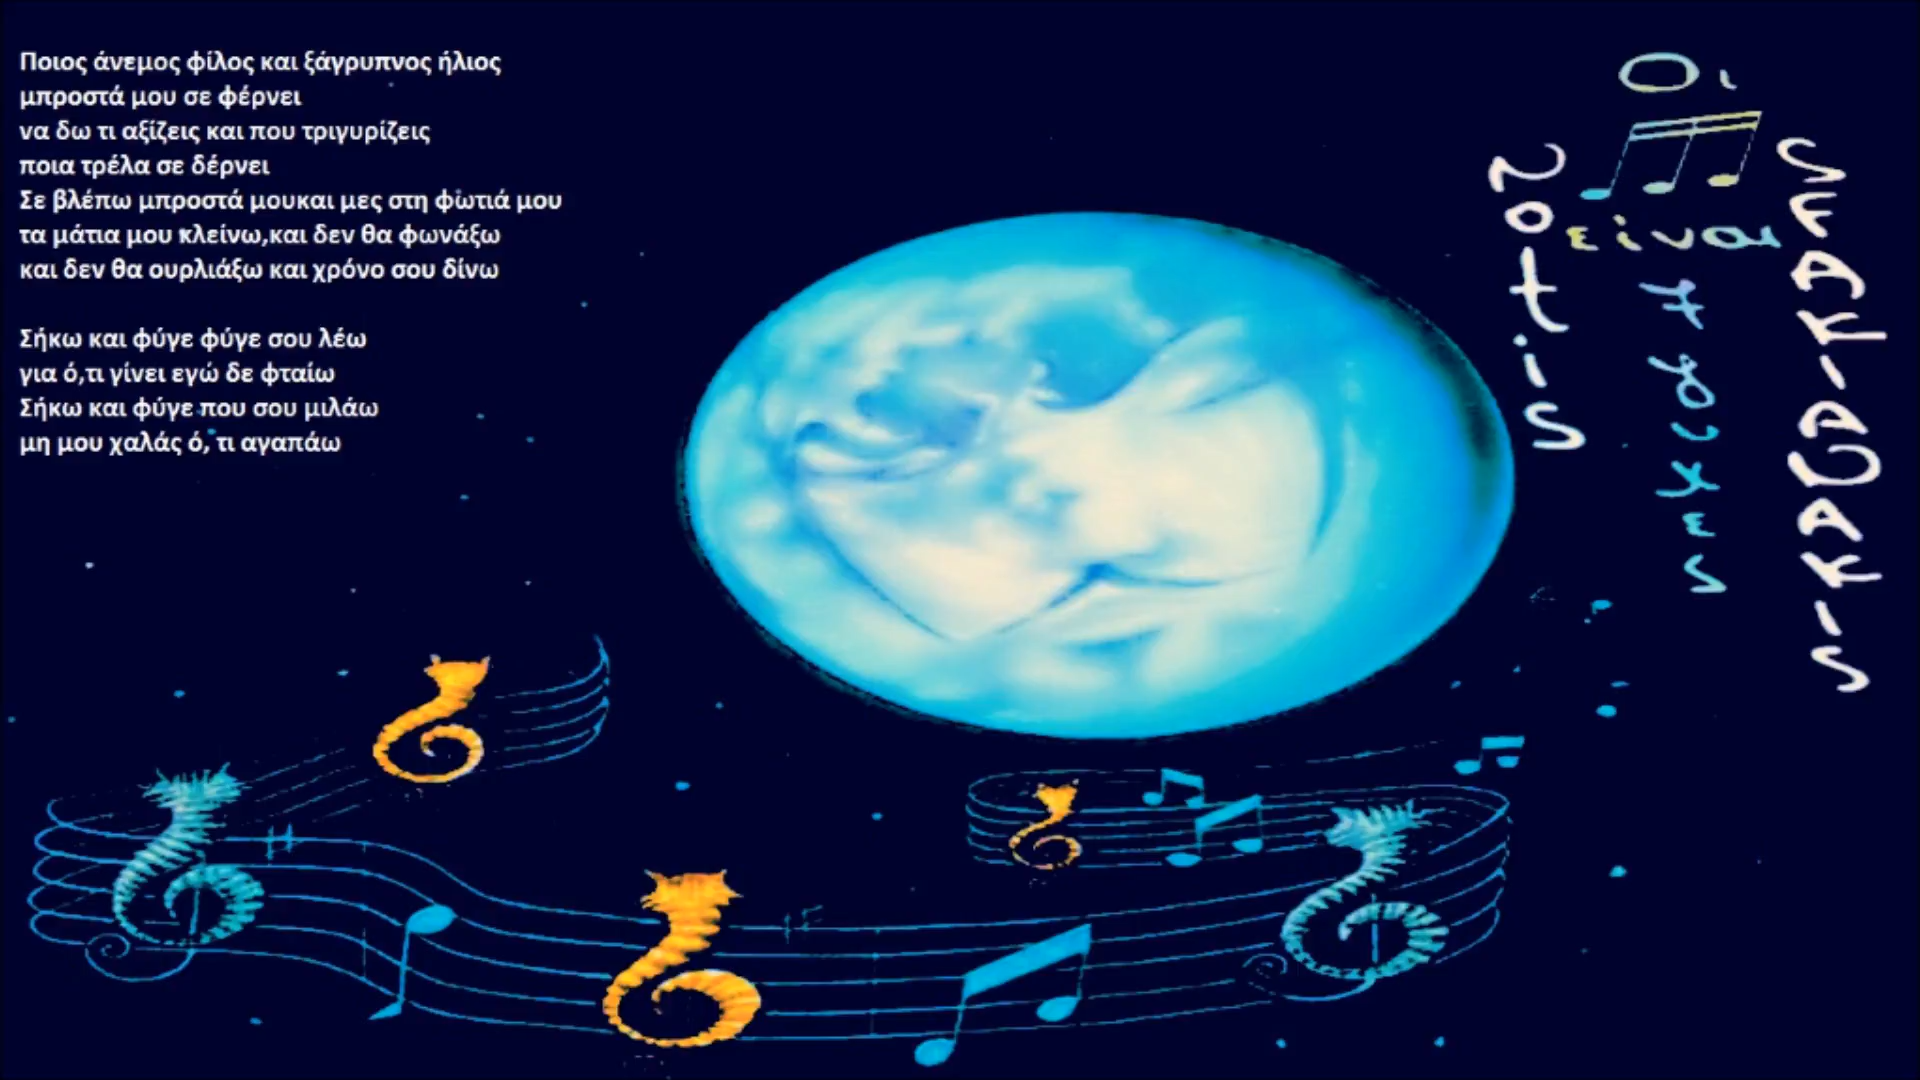 Ποιος άνεμος φίλος και ξάγρυπνος ήλιος
μπροστά μου σε φέρνει
να δω τι αξίζεις και που τριγυρίζεις
ποια τρέλα σε δέρνει
Σε βλέπω μπροστά μουκαι μες στη φωτιά μου
τα μάτια μου κλείνω,και δεν θα φωνάξω
και δεν θα ουρλιάξω και χρόνο σου δίνω
Σήκω και φύγε φύγε σου λέω
για ό,τι γίνει εγώ δε φταίω
Σήκω και φύγε που σου μιλάω
μη μου χαλάς ό, τι αγαπάω
Οι
είναι